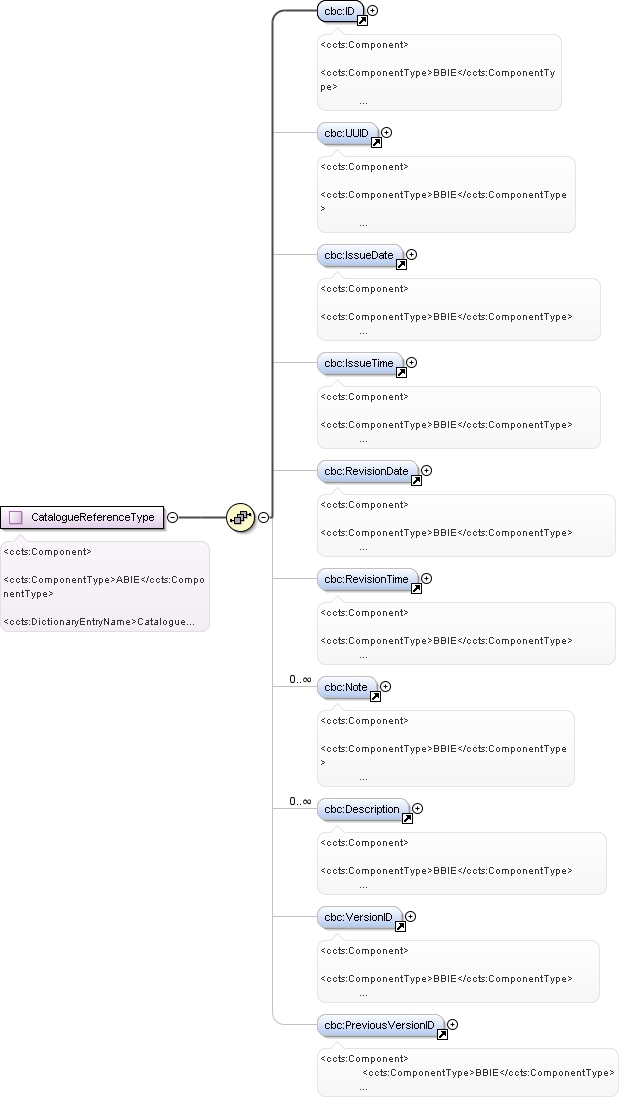 cbc:ID
<ccts:Component>
<ccts:ComponentType>BBIE</ccts:ComponentTy
pe>
...
cbc:UUID
<ccts:Component>
<ccts:ComponentType>BBIE</ccts:ComponentType
>
...
cbc:IssueDate
<ccts:Component>
<ccts:ComponentType>BBIE</ccts:ComponentType>
...
cbc:IssueTime
<ccts:Component>
<ccts:ComponentType>BBIE</ccts:ComponentType>
...
cbc:RevisionDate
<ccts:Component>
<ccts:ComponentType>BBIE</ccts:ComponentType>
...
CatalogueReferenceType
<ccts:Component>
<ccts:ComponentType>ABIE</ccts:Compo
nentType>
<ccts:DictionaryEntryName>Catalogue...
cbc:RevisionTime
<ccts:Component>
<ccts:ComponentType>BBIE</ccts:ComponentType>
...
0..∞
cbc:Note
<ccts:Component>
<ccts:ComponentType>BBIE</ccts:ComponentType
>
...
0..∞
cbc:Description
<ccts:Component>
<ccts:ComponentType>BBIE</ccts:ComponentType>
...
cbc:VersionID
<ccts:Component>
<ccts:ComponentType>BBIE</ccts:ComponentType>
...
cbc:PreviousVersionID
<ccts:Component>
<ccts:ComponentType>BBIE</ccts:ComponentType>
...